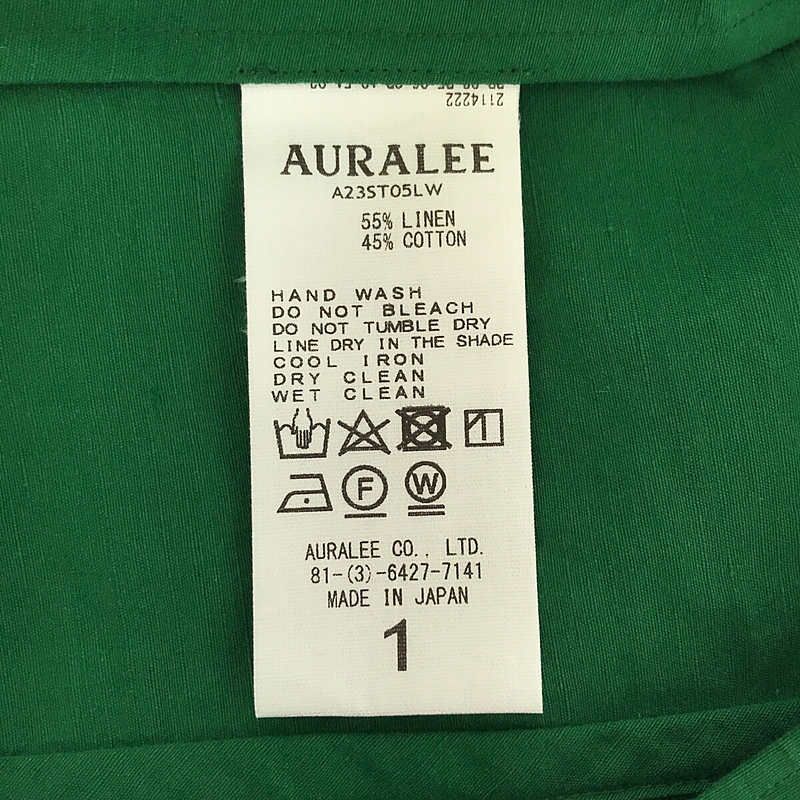 2114222
AURALEE
A23ST05LW
55% LINEN
45% COTTON
HAND WASH
DO NOT BLEACH
DO NOT TUMBLE DRY
LINE DRY IN THE SHADE
COOL IRON
DRY CLEAN
WET CLEAN
F
W
AURALEE CO., LTD.
81-(3)-6427-7141
MADE IN JAPAN
1